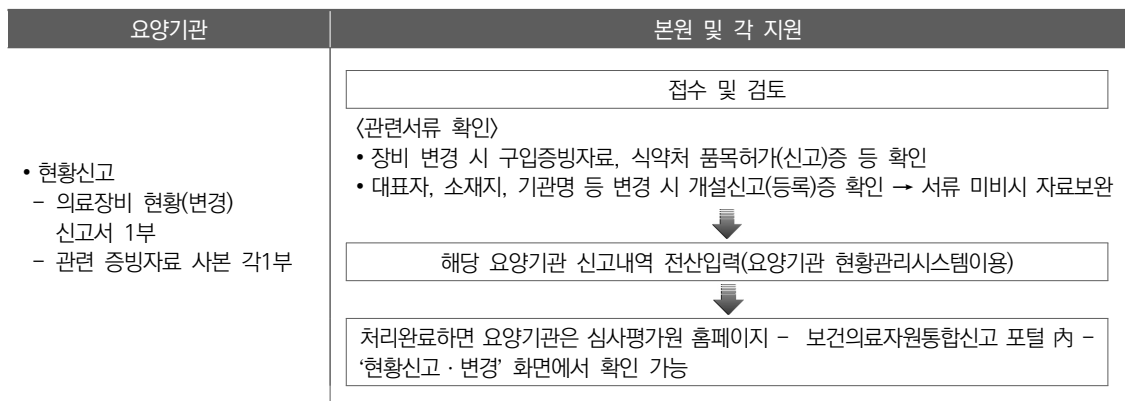 요양기관
본원 및 각 지원
• 현황신고
- 의료장비 현황(변경)
신고서 1부
- 관련 증빙자료 사본 각1부
접수 및 검토
〈관련서류 확인〉
• 장비 변경 시 구입증빙자료, 식약처 품목허가(신고)증 등 확인
• 대표자, 소재지, 기관명 등 변경 시 개설신고(등록)증 확인 → 서류 미비시 자료보완
해당 요양기관 신고내역 전산입력(요양기관 현황관리시스템이용)
처리완료하면 요양기관은 심사평가원 홈페이지 - 보건의료자원통합신고 포털 內 -
‘현황신고 · 변경’ 화면에서 확인 가능